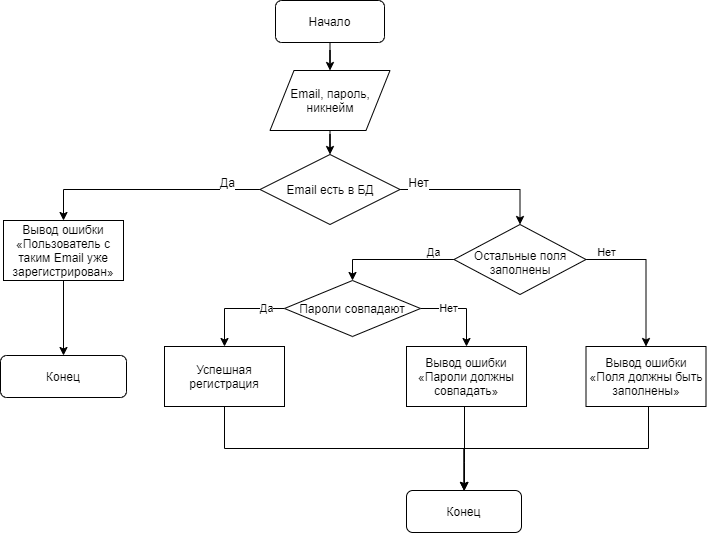 Начало
Email, пароль,
никнейм
Email есть в БД
Да
Нет
Вывод ошибки
«Пользователь с
таким Email уже
зарегистрирован»
Остальные поля
заполнены
Да
Нет
Пароли совпадают
Да
Нет
Успешная
регистрация
Вывод ошибки
«Пароли должны
совпадать»
Вывод ошибки
«Поля должны быть
заполнены»
Конец
Конец